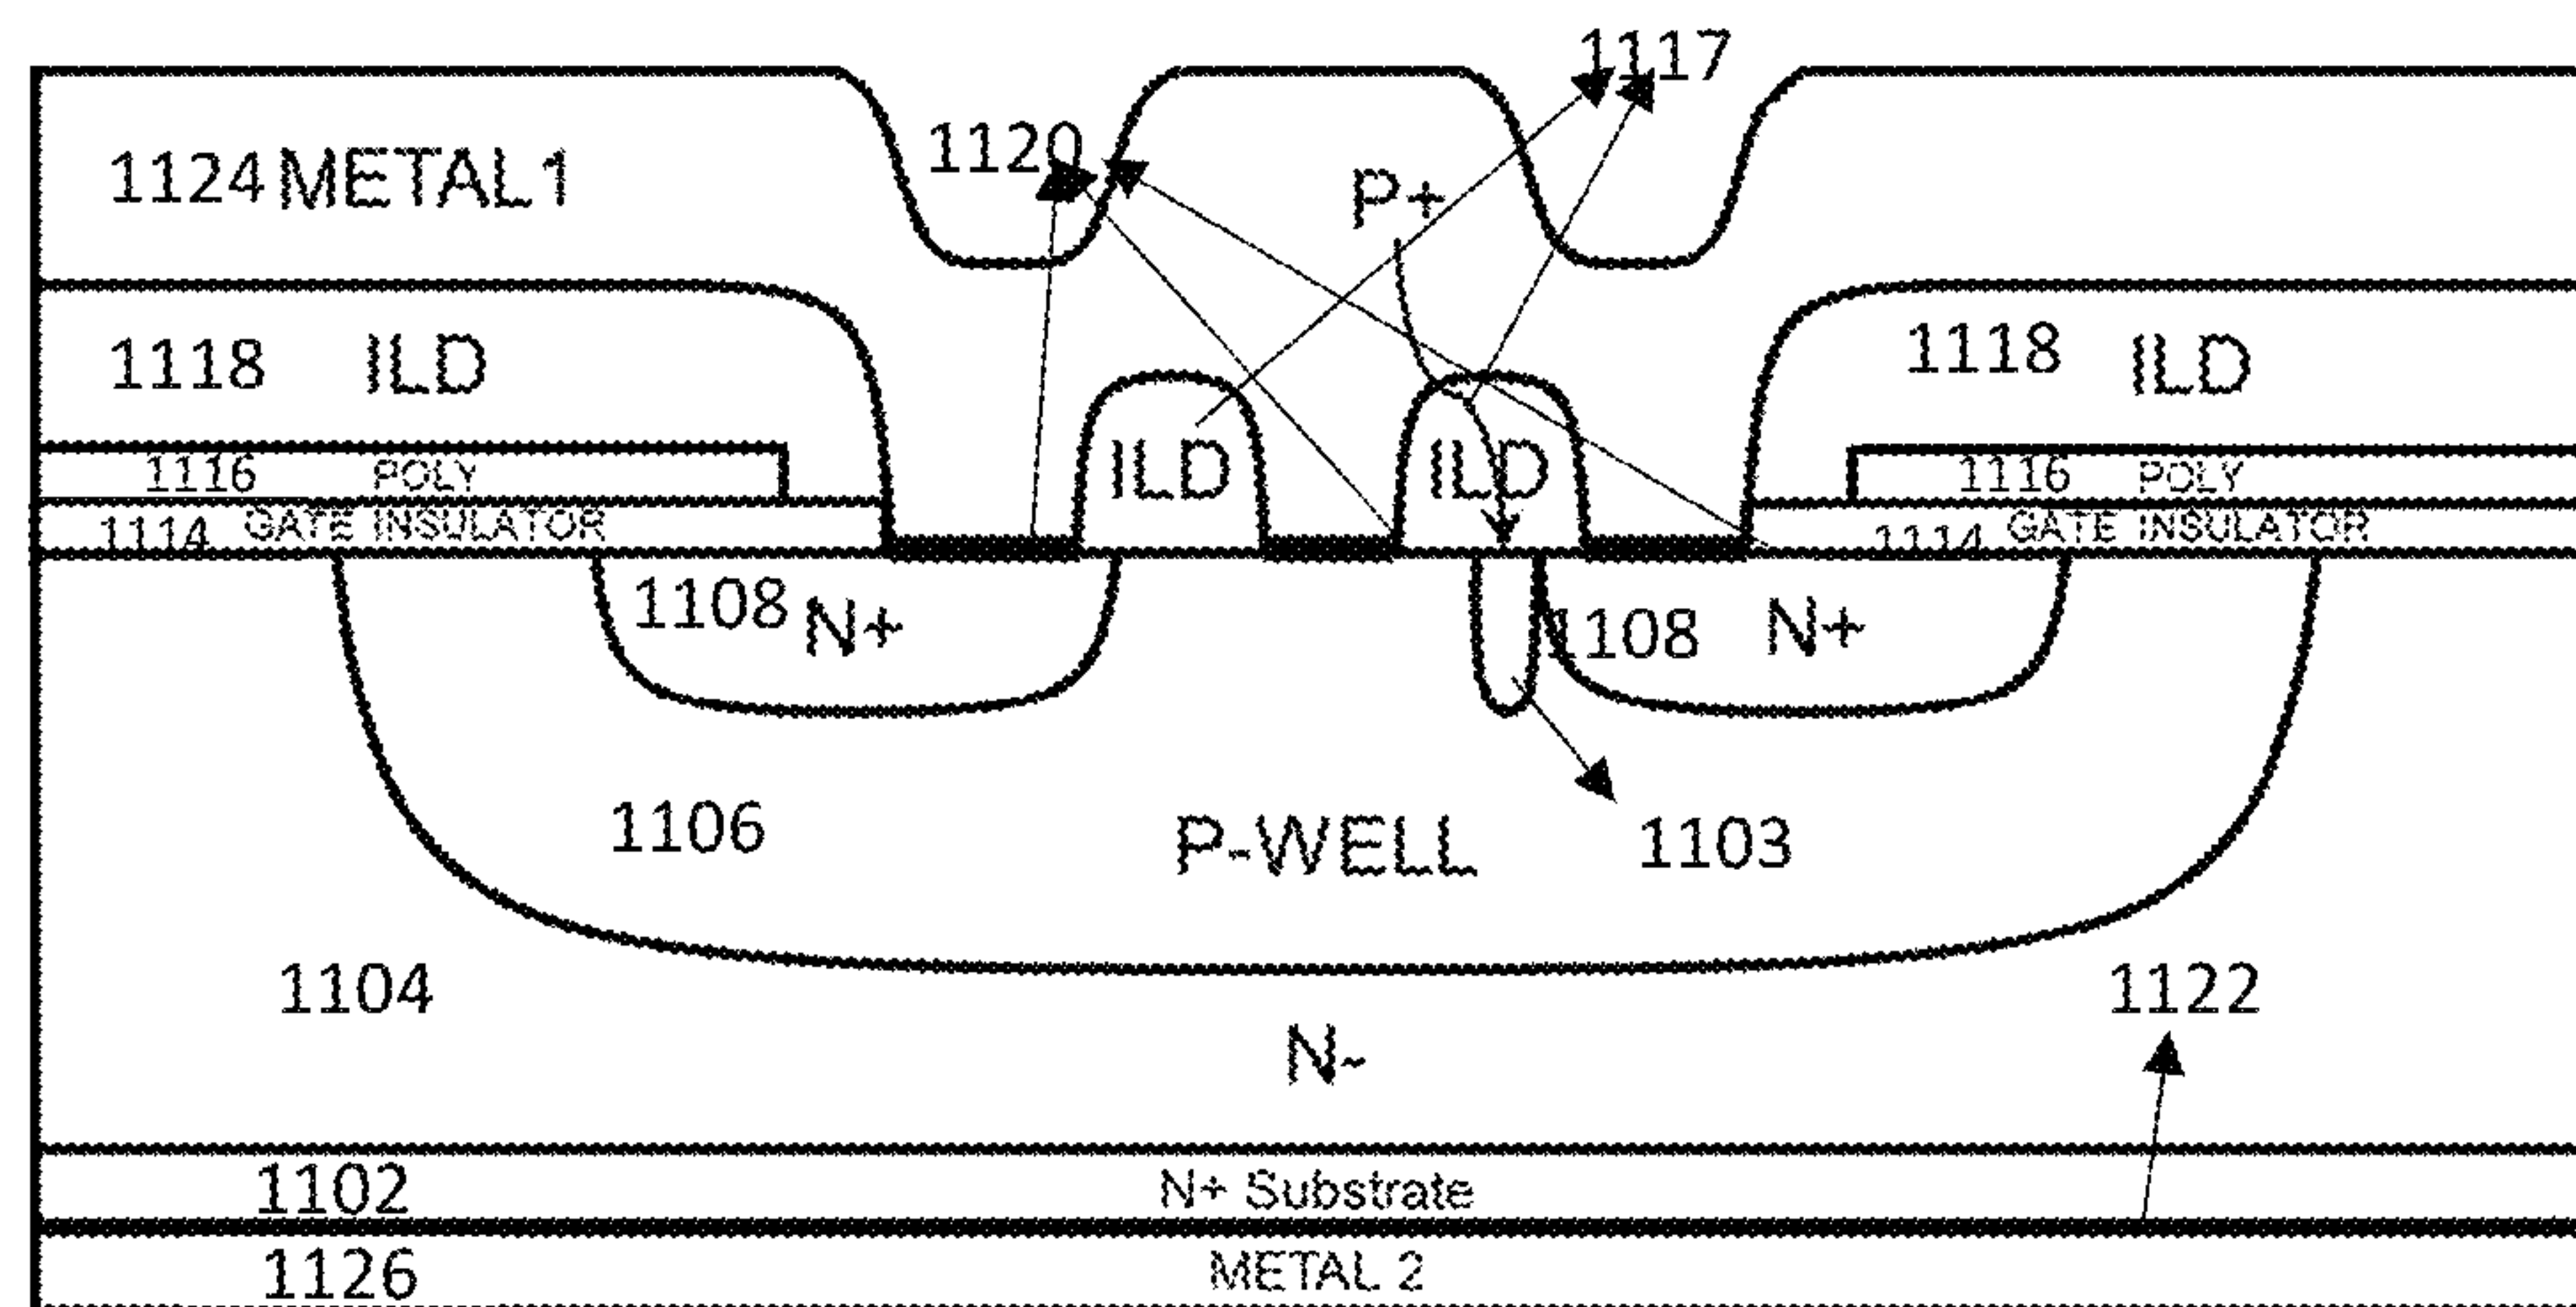 1117
1120
1124 METAL1
P+
1118 ILD
1118 ILD
ILD
ILD
1116 POLY
1116 POLY
1114 GATE INSULATOR
1114 GATE INSULATOR
1108 N+
1108 N+
1106
P-WELL
1103
1104
1122
N-
1102
N+ Substrate
1126
METAL 2